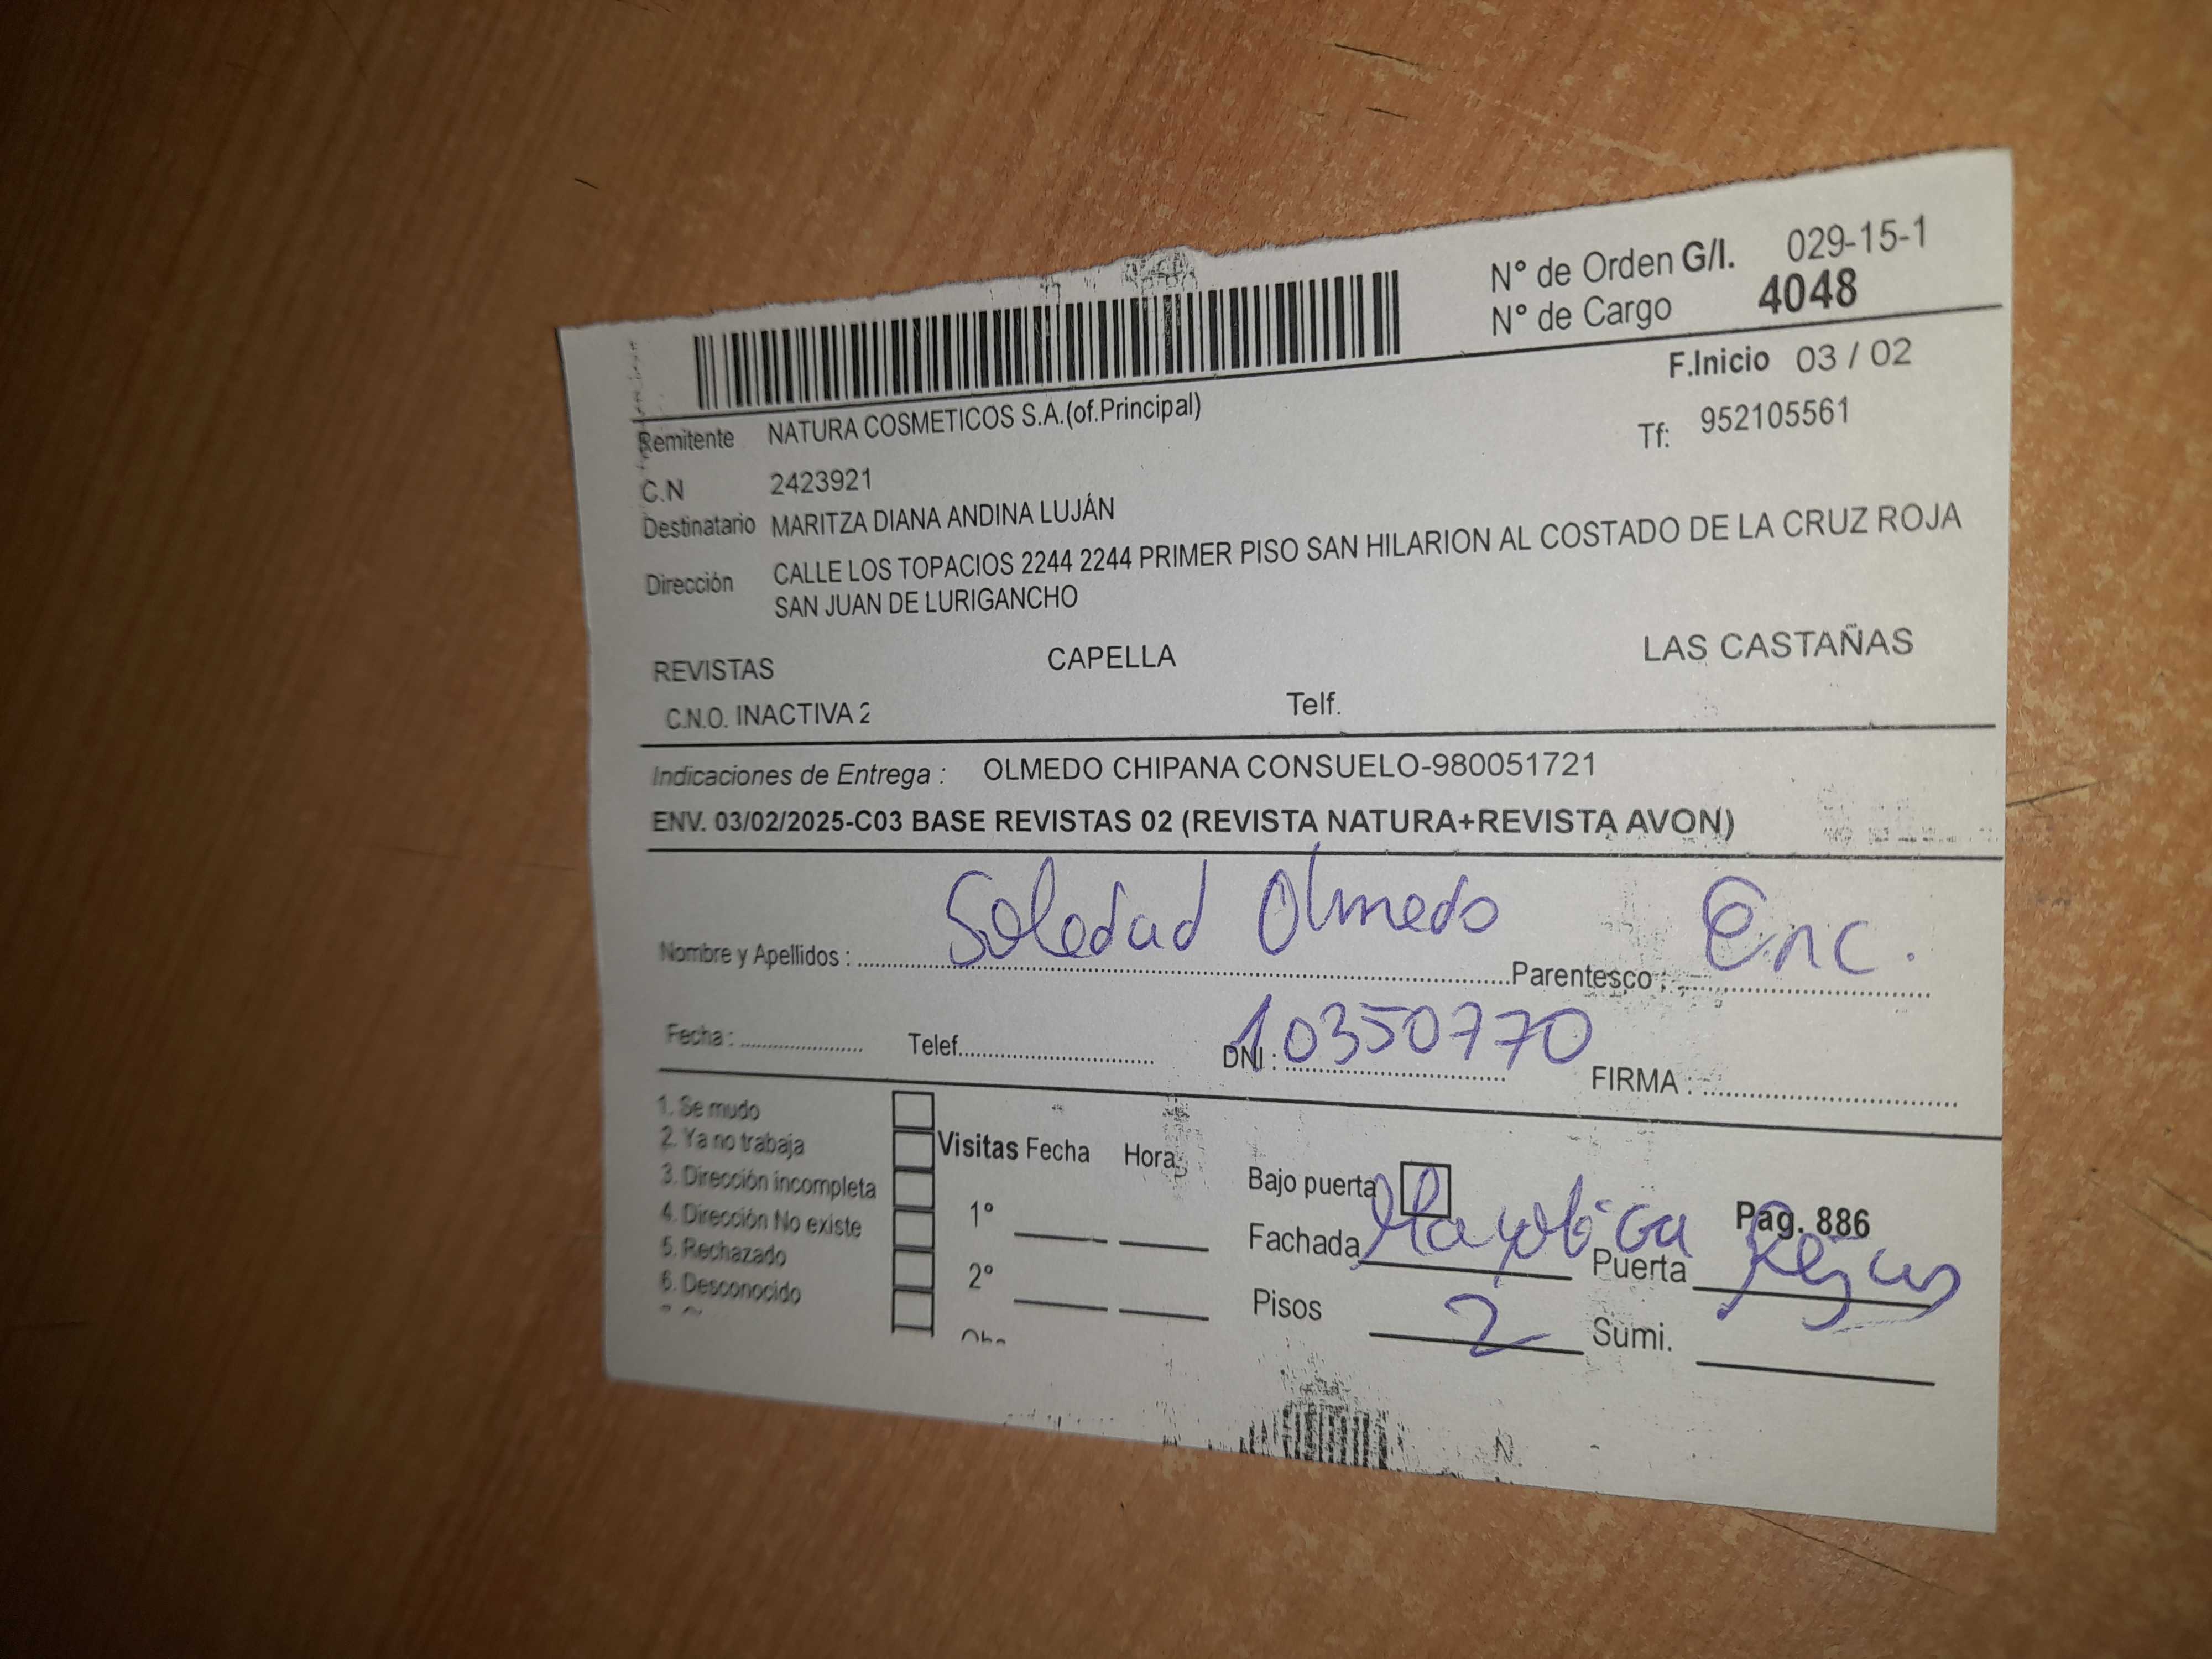 N° de Orden G/I. 029-15-1
N° de Cargo 4048
F.Inicio 03 / 02
Remitente NATURA COSMETICOS S.A.(of.Principal)
Tf: 952105561
C.N 2423921
Destinatario MARITZA DIANA ANDINA LUJÁN
Dirección CALLE LOS TOPACIOS 2244 2244 PRIMER PISO SAN HILARION AL COSTADO DE LA CRUZ ROJA
SAN JUAN DE LURIGANCHO
REVISTAS CAPELLA LAS CASTAÑAS
C.N.O. INACTIVA 2 Telf.
Indicaciones de Entrega : OLMEDO CHIPANA CONSUELO-980051721
ENV. 03/02/2025-C03 BASE REVISTAS 02 (REVISTA NATURA+REVISTA AVON)
Nombre y Apellidos : Soledad Olmedo Parentesco : Enc.
Fecha : Telef. DNI : 10350770 FIRMA :
1. Se mudo
2. Ya no trabaja
3. Dirección incompleta
4. Dirección No existe
5. Rechazado
6. Desconocido
Visitas Fecha Hora
1°
2°
Bajo puerta Pag. 886
Fachada Mayolica Puerta Rejas
Pisos 2 Sumi.